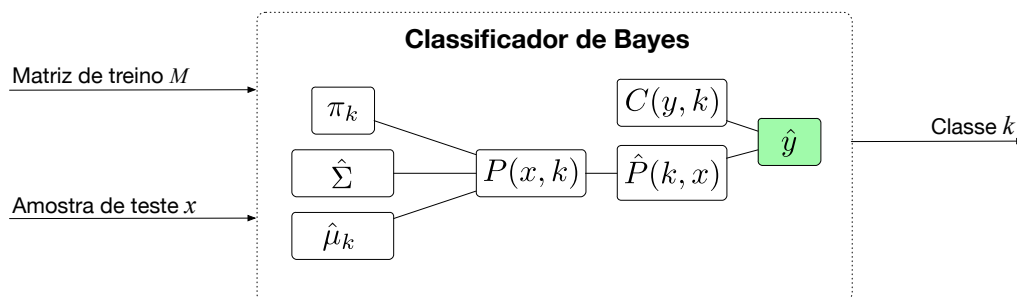 Classificador de Bayes
Matriz de treino M
Amostra de teste x
π_k
Σ̂
μ̂_k
P(x, k)
C(y, k)
P̂(k, x)
ŷ
Classe k